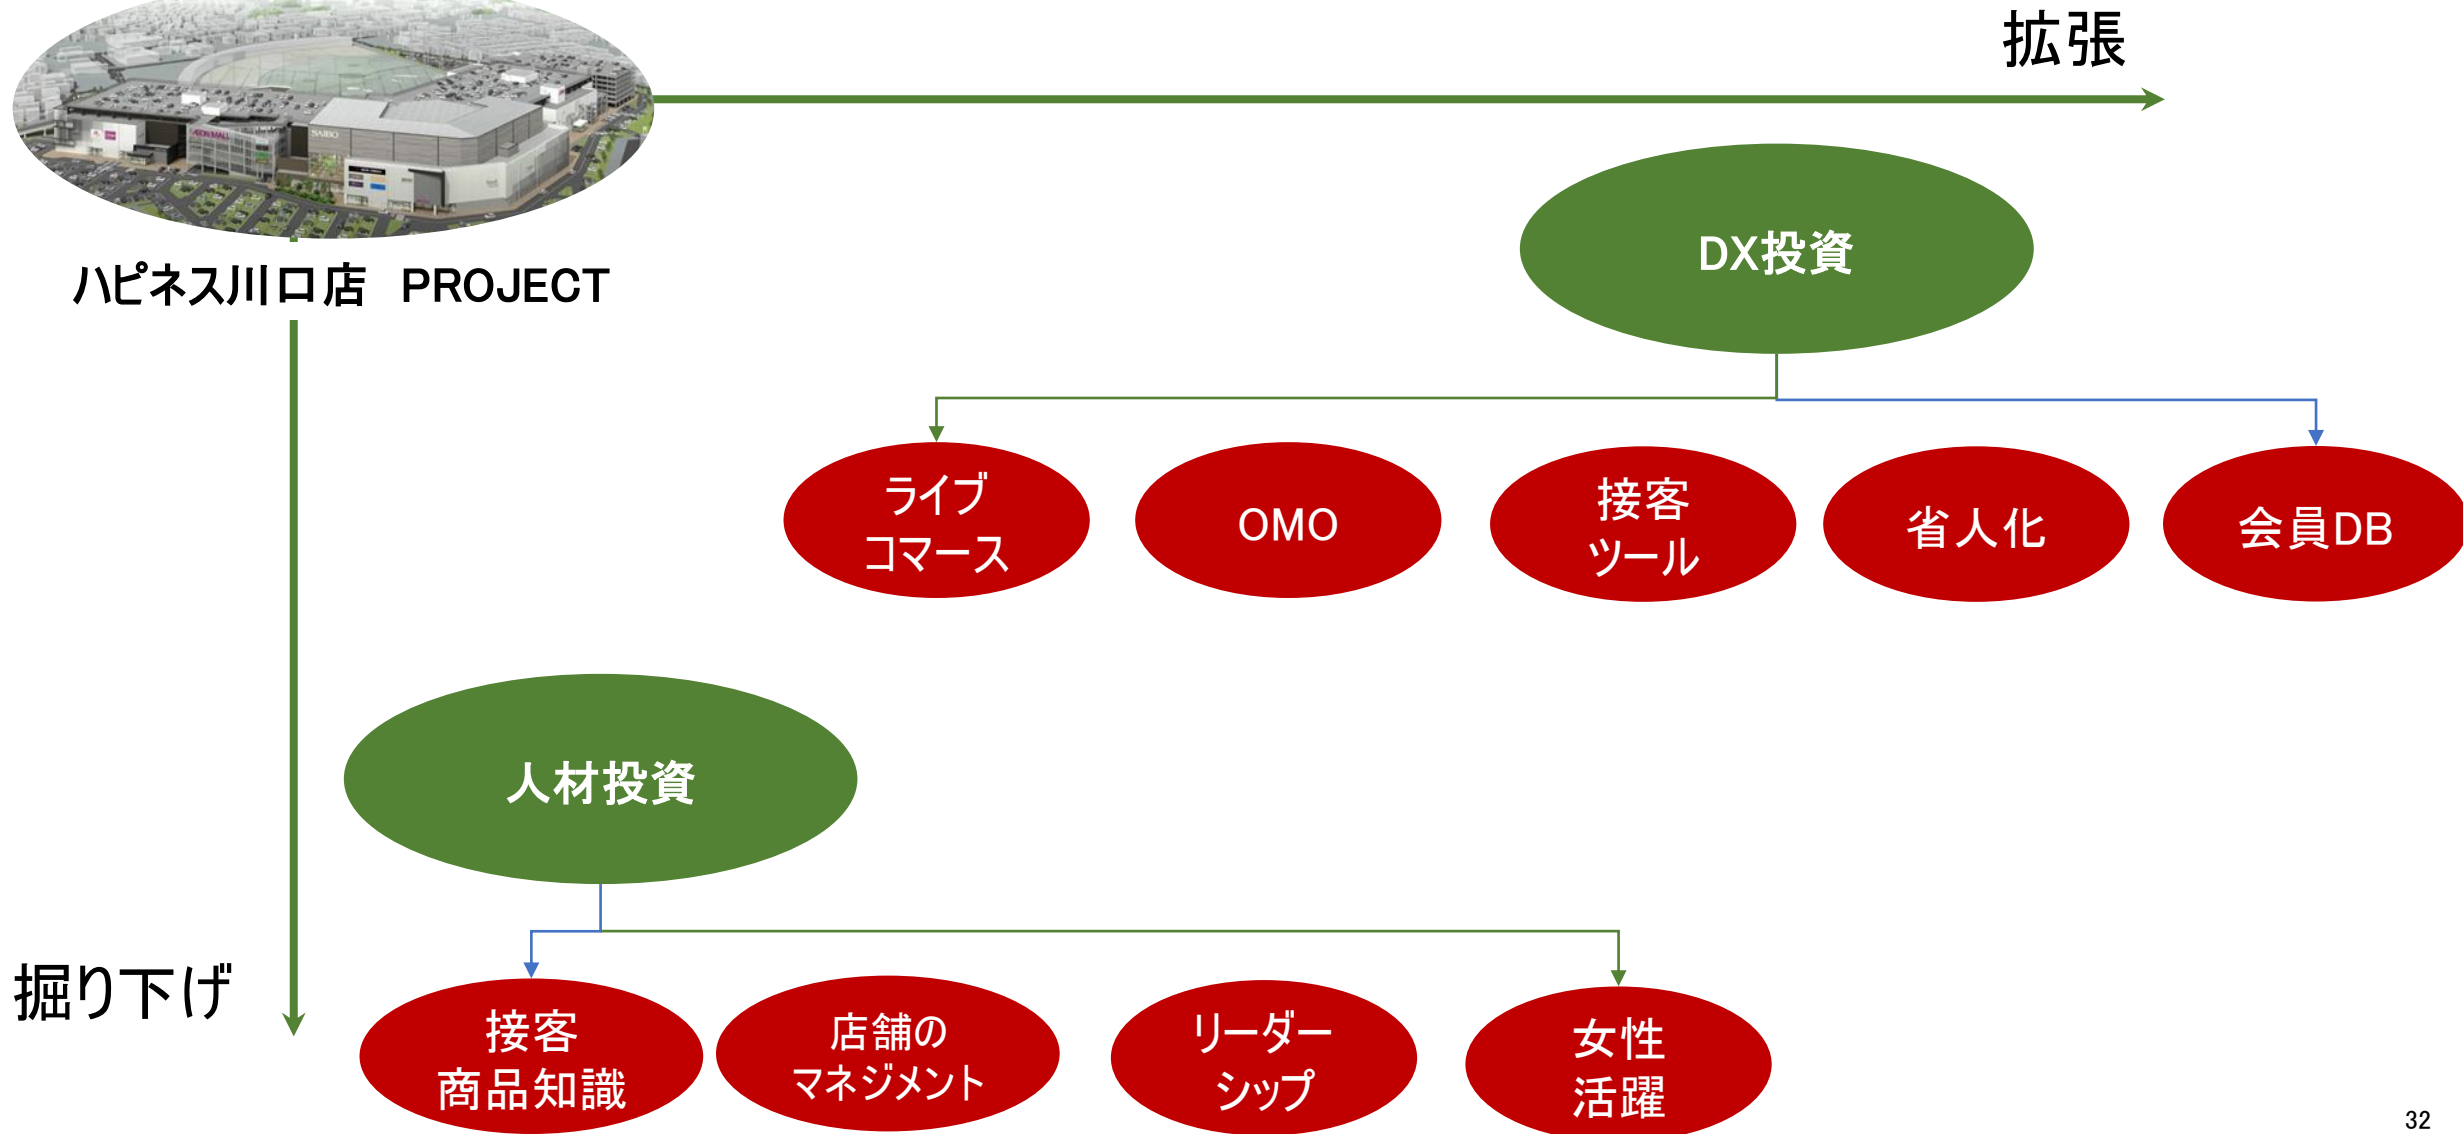 拡張
AEON MALL
SAIBO
ハピネス川口店　PROJECT
DX投資
ライブ
コマース
OMO
接客
ツール
省人化
会員DB
人材投資
掘り下げ
接客
商品知識
店舗の
マネジメント
リーダー
シップ
女性
活躍
32